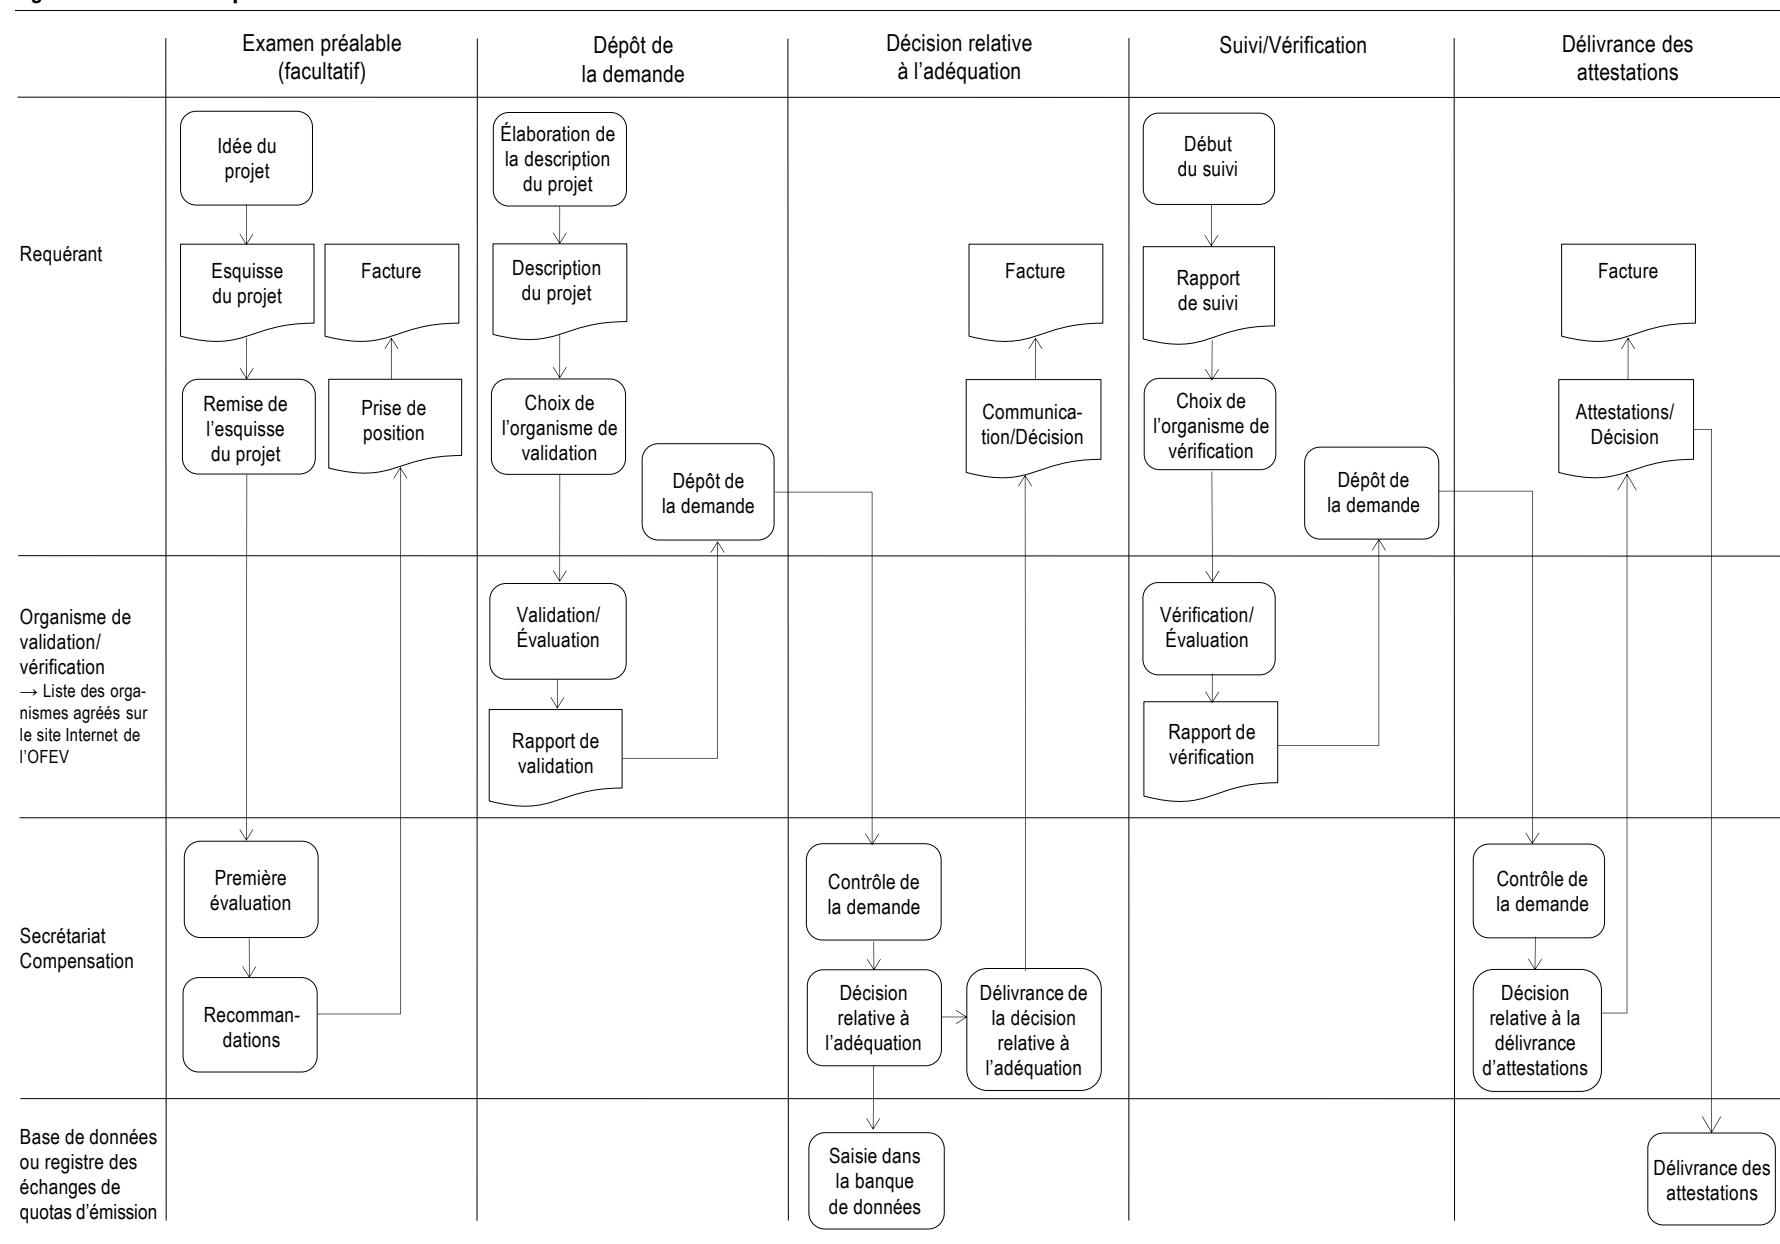 Examen préalable
(facultatif)
Dépôt de
la demande
Décision relative
à l’adéquation
Suivi/Vérification
Délivrance des
attestations
Requérant
Idée du
projet
Esquisse
du projet
Facture
Remise de
l’esquisse
du projet
Prise de
position
Élaboration de
la description
du projet
Description
du projet
Choix de
l’organisme de
validation
Dépôt de
la demande
Facture
Communica-
tion/Décision
Début
du suivi
Rapport
de suivi
Choix de
l’organisme de
vérification
Dépôt de
la demande
Facture
Attestations/
Décision
Organisme de
validation/
vérification
→ Liste des orga-
nismes agréés sur
le site Internet de
l’OFEV
Validation/
Évaluation
Rapport de
validation
Vérification/
Évaluation
Rapport de
vérification
Secrétariat
Compensation
Première
évaluation
Recomman-
dations
Contrôle de
la demande
Décision
relative à
l’adéquation
Délivrance de
la décision
relative à
l’adéquation
Contrôle de
la demande
Décision
relative à la
délivrance
d’attestations
Base de données
ou registre des
échanges de
quotas d’émission
Saisie dans
la banque
de données
Délivrance des
attestations